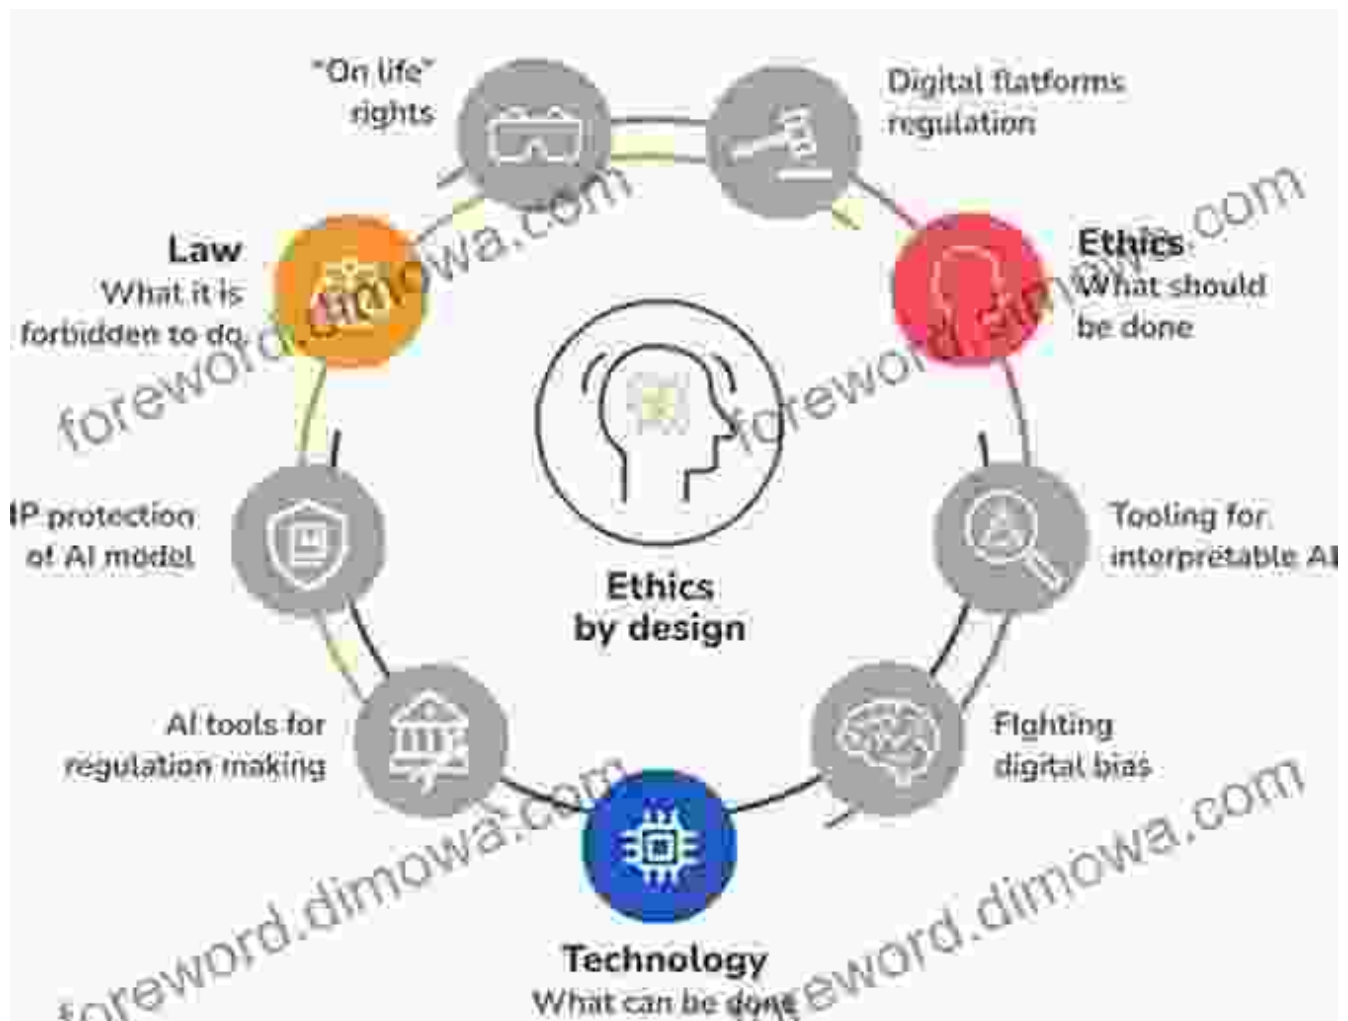 "On life"
rights
Digital flatforms
regulation
Law
What it is
forbidden to do.
Ethics
What should
be done
IP protection
of AI model
Tooling for
interpretable AI
Ethics
by design
AI tools for
regulation making
Fighting
digital bias
Technology
What can be done
foreword.dimowa.com
foreword.dimowa.com
foreword.dimowa.com
foreword.dimowa.com